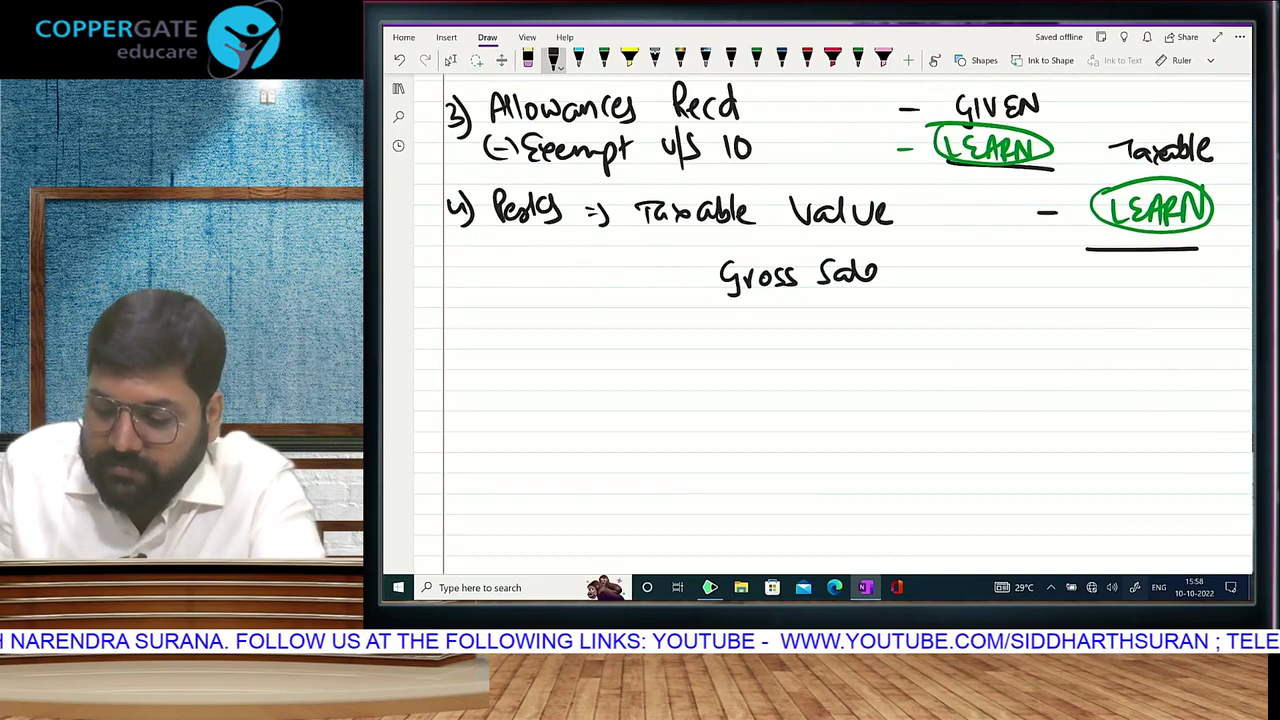 COPPERGATE
educare
Home Insert Draw View Help
Saved offline
Share
Shapes
Ink to Shape
Ink to Text
Ruler
3) Allowances Recd - GIVEN
(-) Exempt u/s 10 - LEARN Taxable
4) Perks => Taxable Value - LEARN
Gross Sala
Type here to search
29°C
ENG
15:58
10-10-2022
H NARENDRA SURANA. FOLLOW US AT THE FOLLOWING LINKS: YOUTUBE - WWW.YOUTUBE.COM/SIDDHARTHSURAN ; TELE